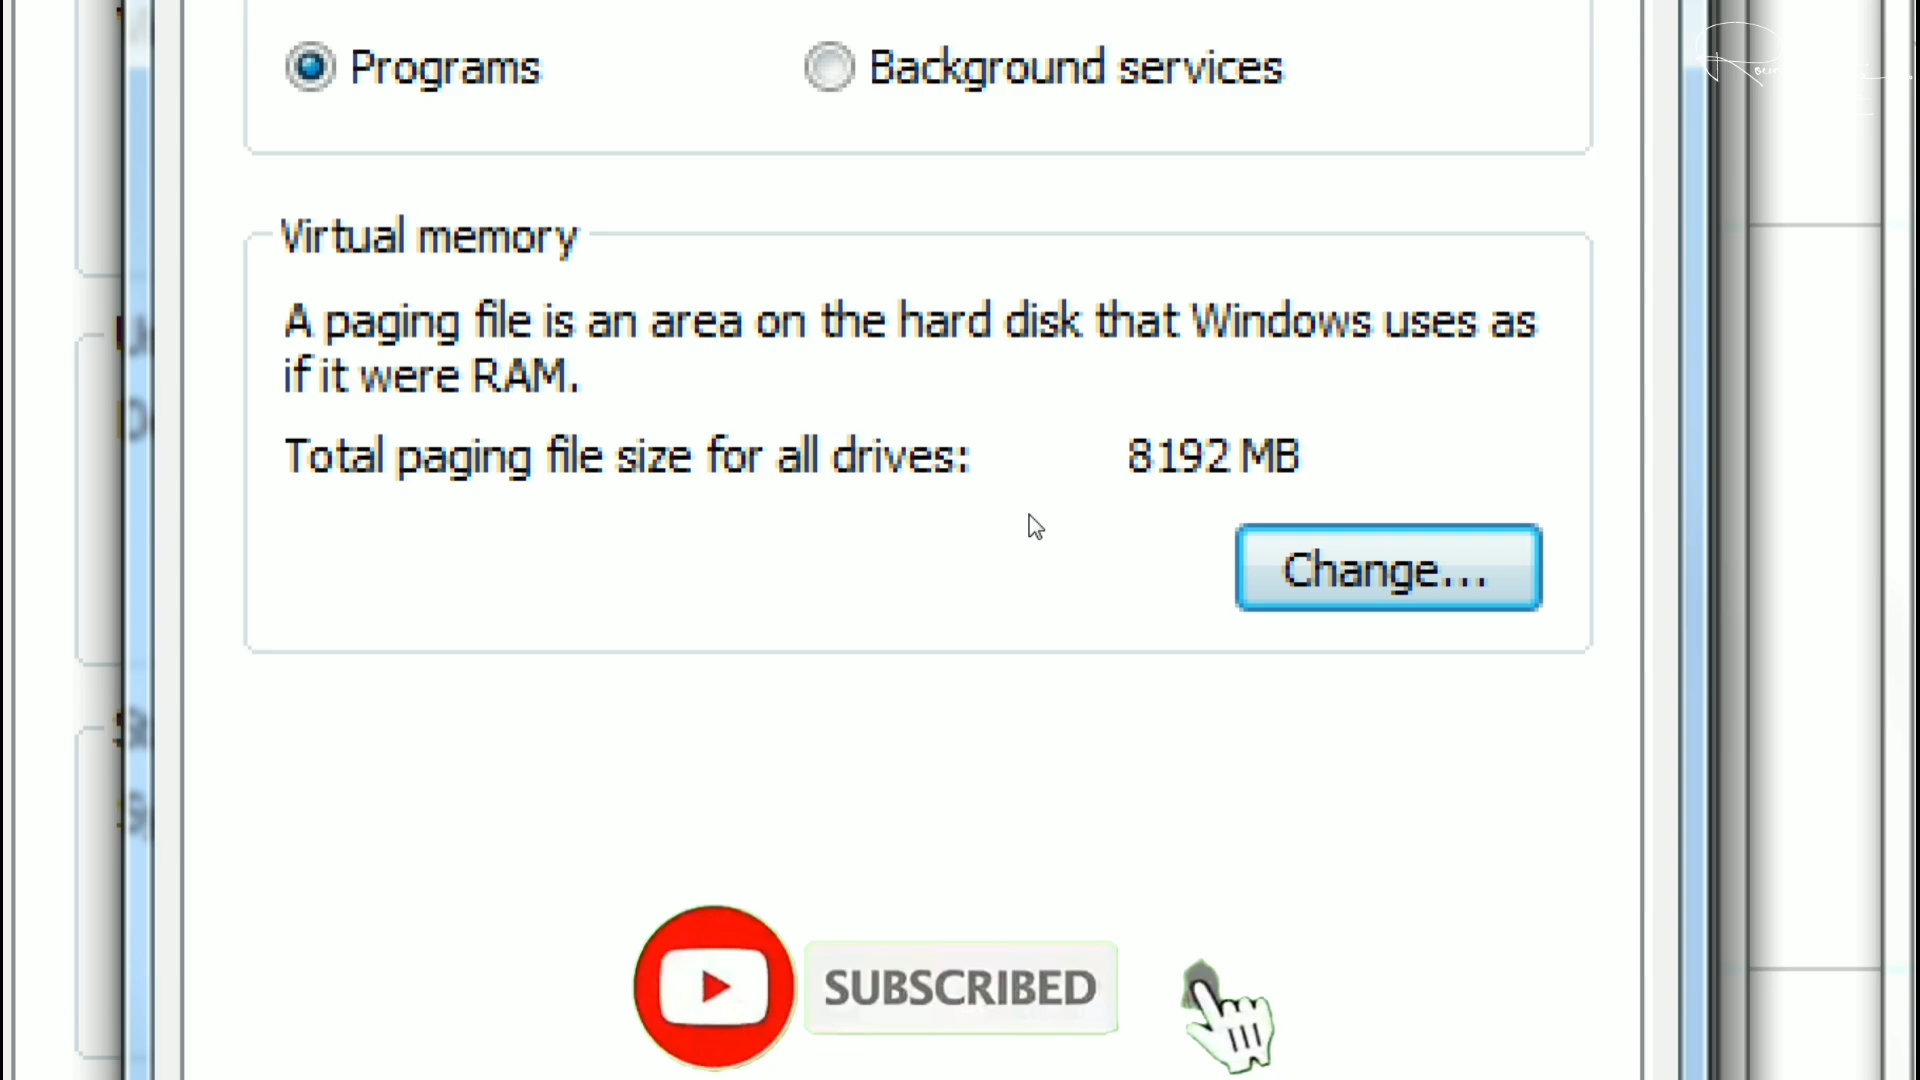 Programs
Background services
Virtual memory
A paging file is an area on the hard disk that Windows uses as
if it were RAM.
Total paging file size for all drives: 8192 MB
Change...
SUBSCRIBED